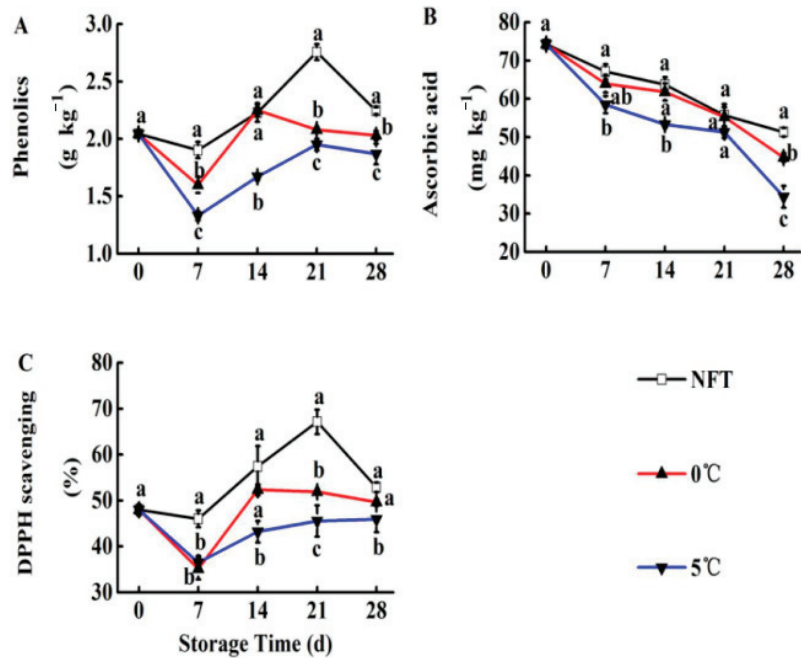 A
3.0
2.5
2.0
1.5
1.0
Phenolics
(g kg⁻¹)
a a a a a
b a b b
c b c c
0 7 14 21 28
B
80
70
60
50
40
30
20
Ascorbic acid
(mg kg⁻¹)
a a a a a
ab a a b
b b a c
0 7 14 21 28
C
80
70
60
50
40
30
DPPH scavenging
(%)
a a a a a
b a b a
b b c b
0 7 14 21 28
Storage Time (d)
NFT
0℃
5℃